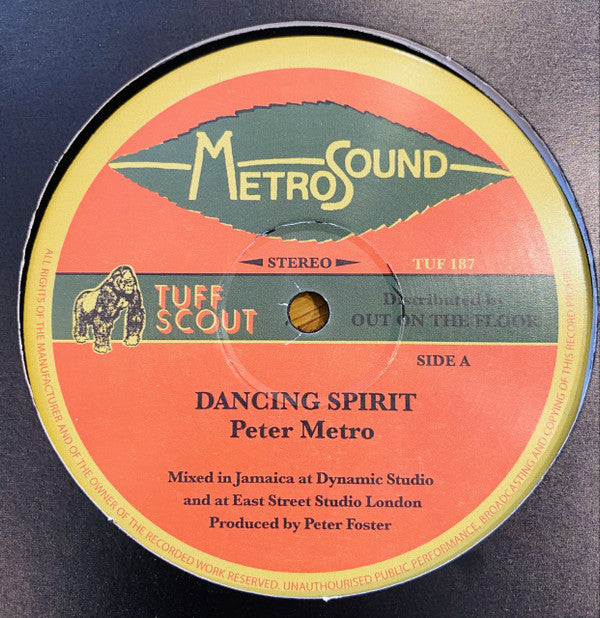 METROSOUND
STEREO
TUF 187
TUFF
SCOUT
Distributed by
OUT ON THE FLOOR
SIDE A
DANCING SPIRIT
Peter Metro
Mixed in Jamaica at Dynamic Studio
and at East Street Studio London
Produced by Peter Foster
ALL RIGHTS OF THE MANUFACTURER AND OF THE OWNER OF THE RECORDED WORK RESERVED. UNAUTHORISED PUBLIC PERFORMANCE, BROADCASTING AND COPYING OF THIS RECORD